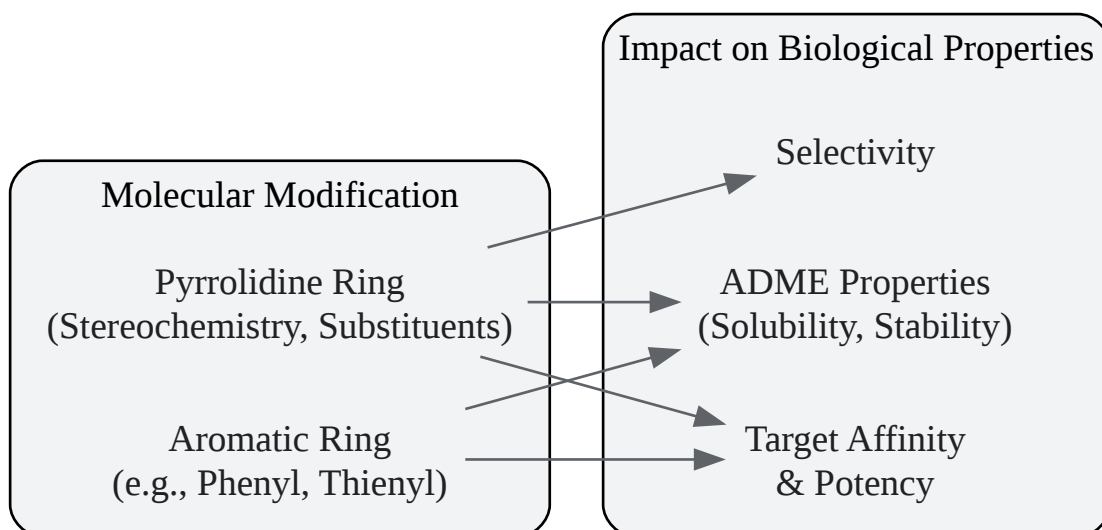 Impact on Biological Properties
Selectivity
Molecular Modification
Pyrrolidine Ring
(Stereochemistry, Substituents)
ADME Properties
(Solubility, Stability)
Aromatic Ring
(e.g., Phenyl, Thienyl)
Target Affinity
& Potency